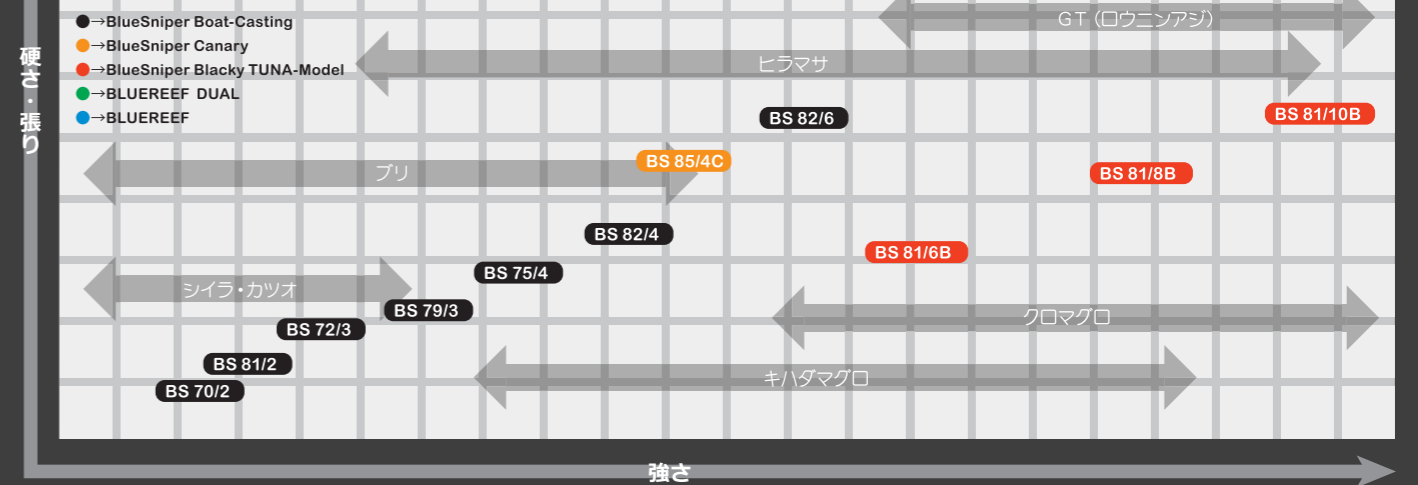 硬さ・張り
●→BlueSniper Boat-Casting
●→BlueSniper Canary
●→BlueSniper Blacky TUNA-Model
●→BLUEREEF DUAL
●→BLUEREEF
GT（ロウニンアジ）
ヒラマサ
BS 82/6
BS 81/10B
BS 85/4C
ブリ
BS 81/8B
BS 82/4
BS 81/6B
BS 75/4
シイラ・カツオ
BS 79/3
クロマグロ
BS 72/3
BS 81/2
キハダマグロ
BS 70/2
強さ